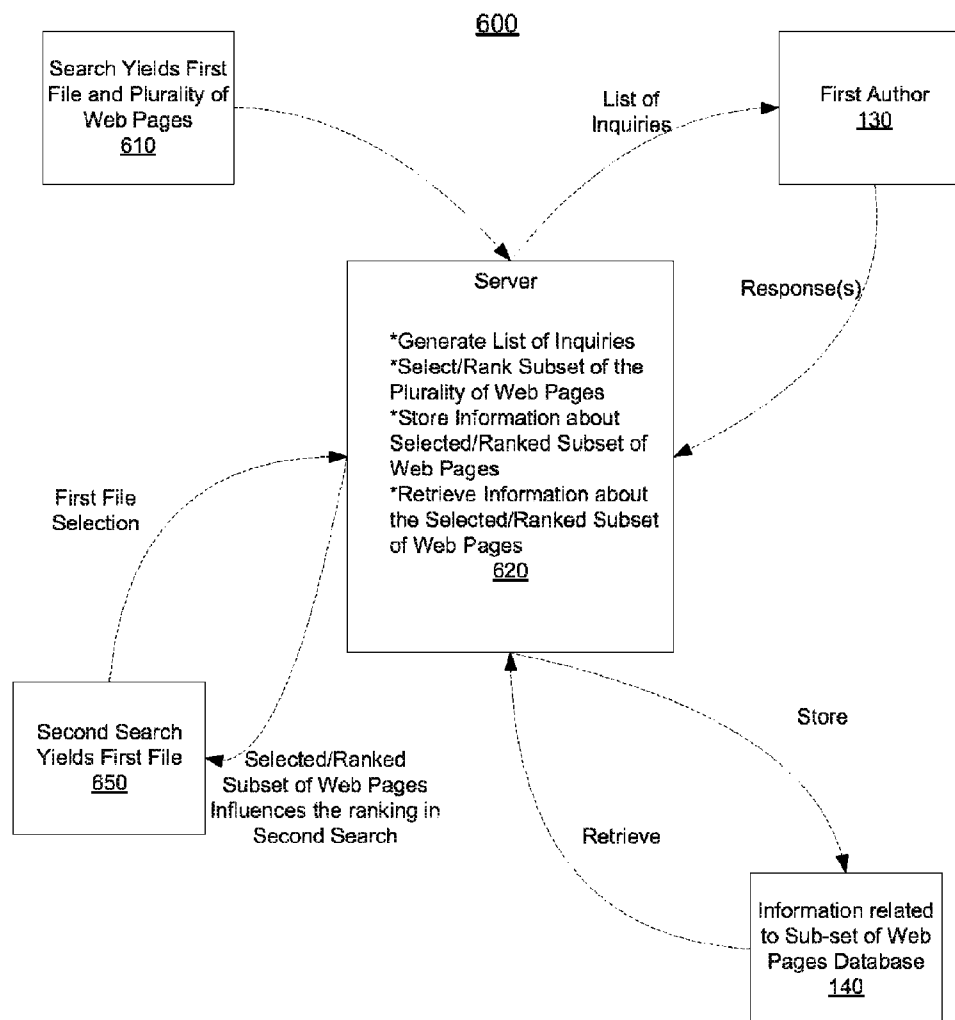 600
Search Yields First
File and Plurality of
Web Pages
610
List of
Inquiries
First Author
130
Response(s)
Server
*Generate List of Inquiries
*Select/Rank Subset of the
Plurality of Web Pages
*Store Information about
Selected/Ranked Subset of
Web Pages
*Retrieve Information about
the Selected/Ranked Subset
of Web Pages
620
First File
Selection
Second Search
Yields First File
650
Selected/Ranked
Subset of Web Pages
Influences the ranking in
Second Search
Store
Retrieve
Information related
to Sub-set of Web
Pages Database
140